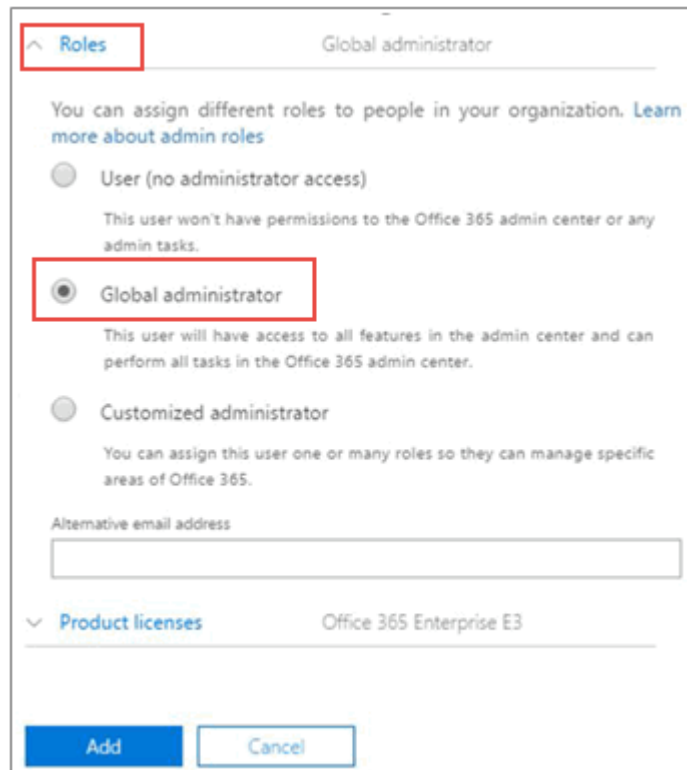 Roles Global administrator
You can assign different roles to people in your organization. Learn
more about admin roles
User (no administrator access)
This user won't have permissions to the Office 365 admin center or any
admin tasks.
Global administrator
This user will have access to all features in the admin center and can
perform all tasks in the Office 365 admin center.
Customized administrator
You can assign this user one or many roles so they can manage specific
areas of Office 365.
Alternative email address
Product licenses Office 365 Enterprise E3
Add Cancel